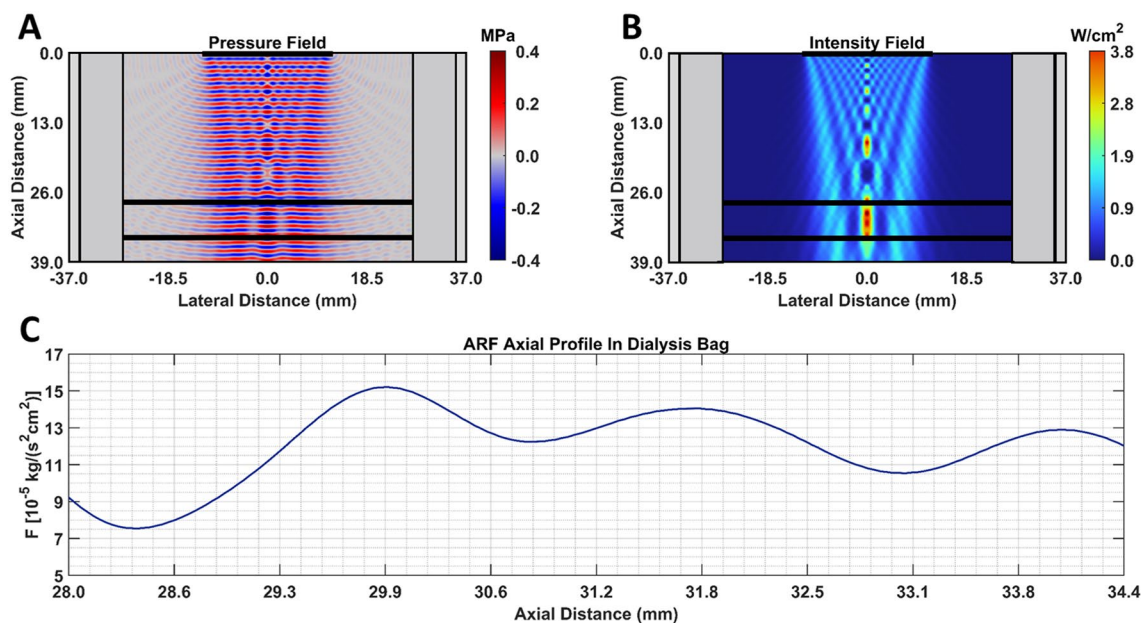 A
B
Pressure Field
MPa
Intensity Field
W/cm²
0.0
13.0
26.0
39.0
Axial Distance (mm)
-37.0 -18.5 0.0 18.5 37.0
Lateral Distance (mm)
0.4
0.2
0.0
-0.2
-0.4
0.0
13.0
26.0
39.0
Axial Distance (mm)
-37.0 -18.5 0.0 18.5 37.0
Lateral Distance (mm)
3.8
2.8
1.9
0.9
0.0
C
ARF Axial Profile In Dialysis Bag
17
15
13
11
9
7
5
F [10⁻⁵ kg/(s²cm²)]
28.0 28.6 29.3 29.9 30.6 31.2 31.8 32.5 33.1 33.8 34.4
Axial Distance (mm)